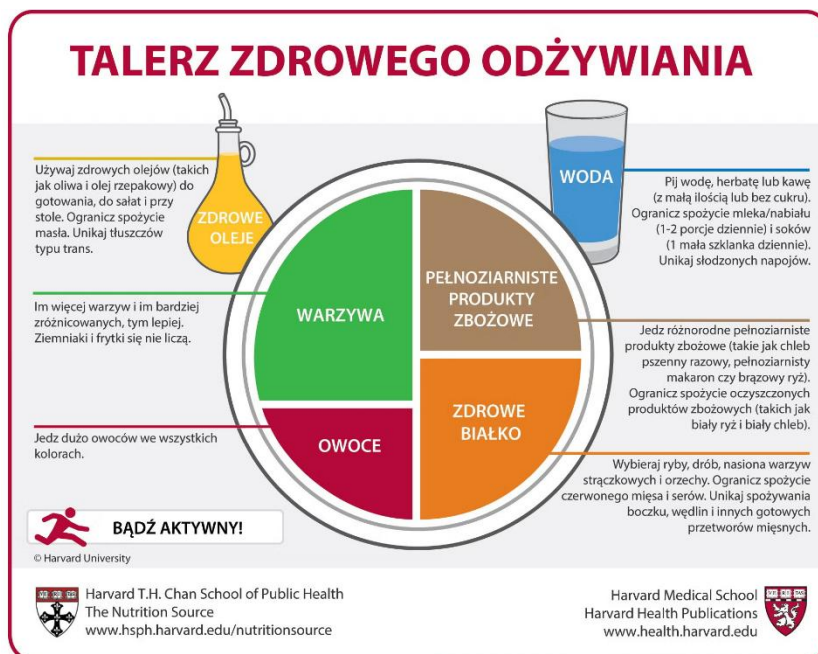 TALERZ ZDROWEGO ODŻYWIANIA
Używaj zdrowych olejów (takich
jak oliwa i olej rzepakowy) do
gotowania, do sałat i przy
stole. Ogranicz spożycie
masła. Unikaj tłuszczów
typu trans.
ZDROWE
OLEJE
WODA
Pij wodę, herbatę lub kawę
(z małą ilością lub bez cukru).
Ogranicz spożycie mleka/nabiału
(1-2 porcje dziennie) i soków
(1 mała szklanka dziennie).
Unikaj słodzonych napojów.
Im więcej warzyw i im bardziej
zróżnicowanych, tym lepiej.
Ziemniaki i frytki się nie liczą.
WARZYWA
PEŁNOZIARNISTE
PRODUKTY
ZBOŻOWE
Jedz różnorodne pełnoziarniste
produkty zbożowe (takie jak chleb
pszenny razowy, pełnoziarnisty
makaron czy brązowy ryż).
Ogranicz spożycie oczyszczonych
produktów zbożowych (takich jak
biały ryż i biały chleb).
Jedz dużo owoców we wszystkich
kolorach.
OWOCE
ZDROWE
BIAŁKO
Wybieraj ryby, drób, nasiona warzyw
strączkowych i orzechy. Ogranicz spożycie
czerwonego mięsa i serów. Unikaj spożywania
boczku, wędlin i innych gotowych
przetworów mięsnych.
BĄDŹ AKTYWNY!
© Harvard University
Harvard T.H. Chan School of Public Health
The Nutrition Source
www.hsph.harvard.edu/nutritionsource
Harvard Medical School
Harvard Health Publications
www.health.harvard.edu